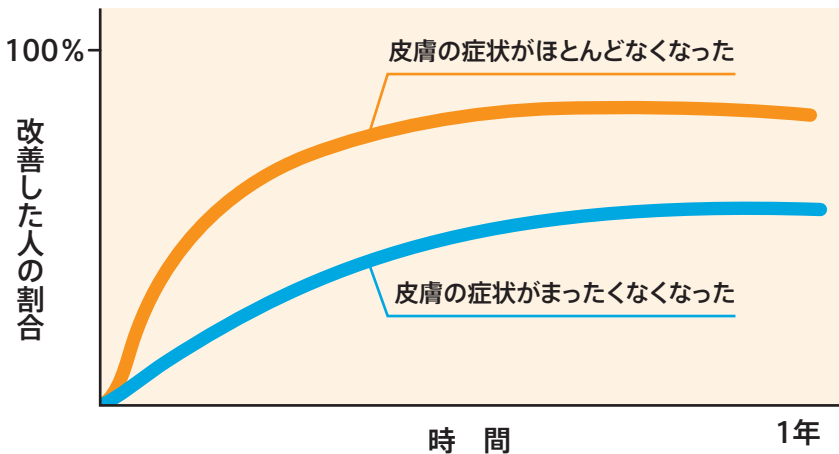 100%
皮膚の症状がほとんどなくなった
改善した人の割合
皮膚の症状がまったくなくなった
時 間
1年